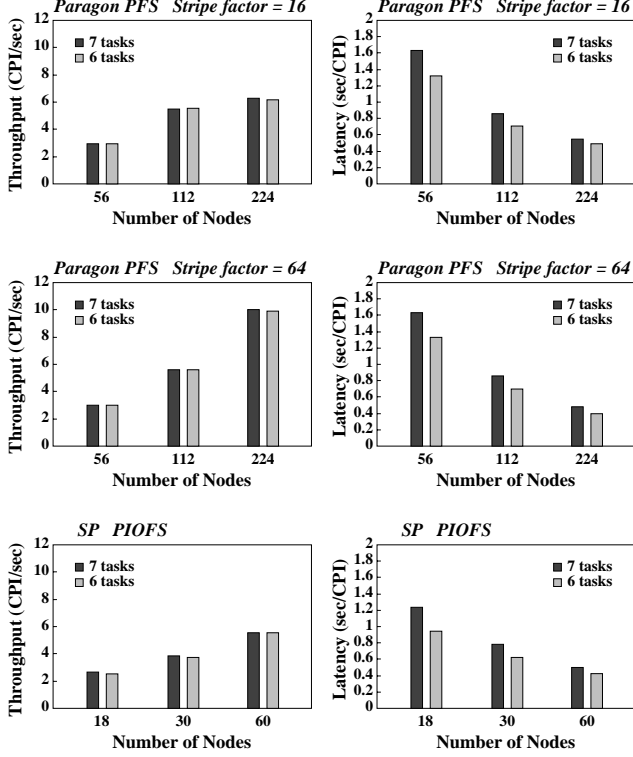 Paragon PFS Stripe factor = 16
12
10
8
6
4
2
0
Throughput (CPI/sec)
7 tasks
6 tasks
56 112 224
Number of Nodes
Paragon PFS Stripe factor = 16
2
1.8
1.6
1.4
1.2
1
0.8
0.6
0.4
0.2
0
Latency (sec/CPI)
7 tasks
6 tasks
56 112 224
Number of Nodes
Paragon PFS Stripe factor = 64
12
10
8
6
4
2
0
Throughput (CPI/sec)
7 tasks
6 tasks
56 112 224
Number of Nodes
Paragon PFS Stripe factor = 64
2
1.8
1.6
1.4
1.2
1
0.8
0.6
0.4
0.2
0
Latency (sec/CPI)
7 tasks
6 tasks
56 112 224
Number of Nodes
SP PIOFS
12
10
8
6
4
2
0
Throughput (CPI/sec)
7 tasks
6 tasks
18 30 60
Number of Nodes
SP PIOFS
2
1.8
1.6
1.4
1.2
1
0.8
0.6
0.4
0.2
0
Latency (sec/CPI)
7 tasks
6 tasks
18 30 60
Number of Nodes